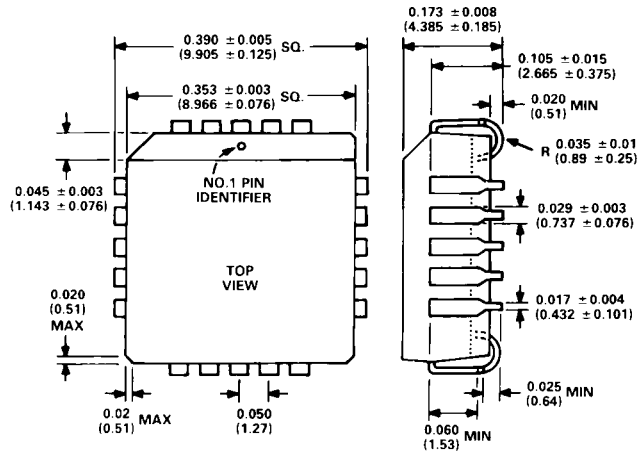 0.390 ±0.005
(9.905 ±0.125) SQ.
0.353 ±0.003
(8.966 ±0.076) SQ.
0.045 ±0.003
(1.143 ±0.076)
NO.1 PIN
IDENTIFIER
TOP
VIEW
0.020
(0.51)
MAX
0.02
(0.51) MAX
0.050
(1.27)
0.173 ±0.008
(4.385 ±0.185)
0.105 ±0.015
(2.665 ±0.375)
0.020
(0.51) MIN
R 0.035 ±0.01
(0.89 ±0.25)
0.029 ±0.003
(0.737 ±0.076)
0.017 ±0.004
(0.432 ±0.101)
0.025
(0.64) MIN
0.060
(1.53) MIN